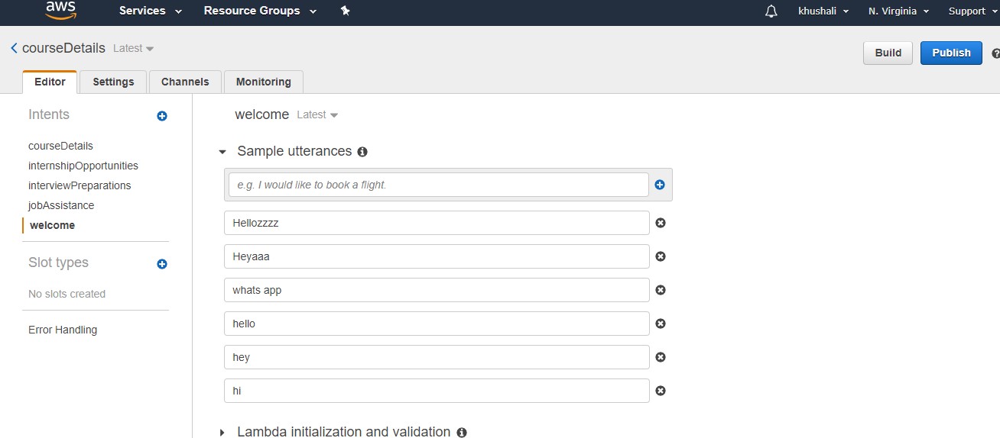 aws Services Resource Groups khushali N. Virginia Support
courseDetails Latest
Build Publish
Editor Settings Channels Monitoring
Intents
courseDetails
internshipOpportunities
interviewPreparations
jobAssistance
welcome
Slot types
No slots created
Error Handling
welcome Latest
Sample utterances
e.g. I would like to book a flight.
Hellozzzz
Heyaaa
whats app
hello
hey
hi
Lambda initialization and validation